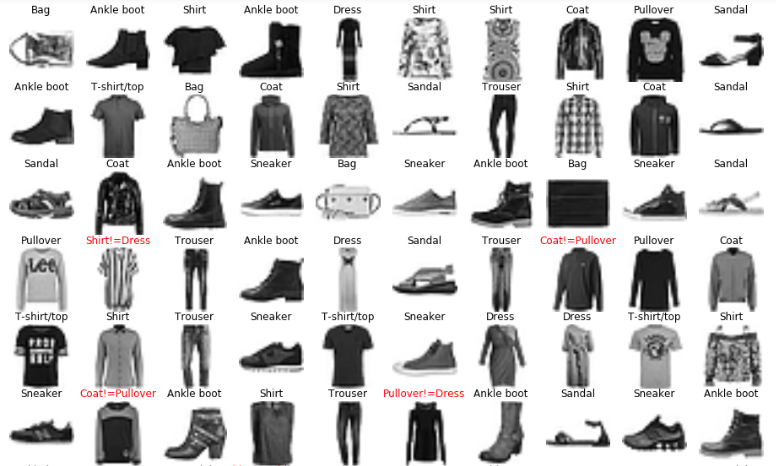 Bag Ankle boot Shirt Ankle boot Dress Shirt Shirt Coat Pullover Sandal
Ankle boot T-shirt/top Bag Coat Shirt Sandal Trouser Shirt Coat Sandal
Sandal Coat Ankle boot Sneaker Bag Sneaker Ankle boot Bag Sneaker Sandal
Pullover Shirt!=Dress Trouser Ankle boot Dress Sandal Trouser Coat!=Pullover Pullover Coat
Lee
T-shirt/top Shirt Trouser Sneaker T-shirt/top Sneaker Dress Dress T-shirt/top Shirt
Sneaker Coat!=Pullover Ankle boot Shirt Trouser Pullover!=Dress Ankle boot Sandal Sneaker Ankle boot